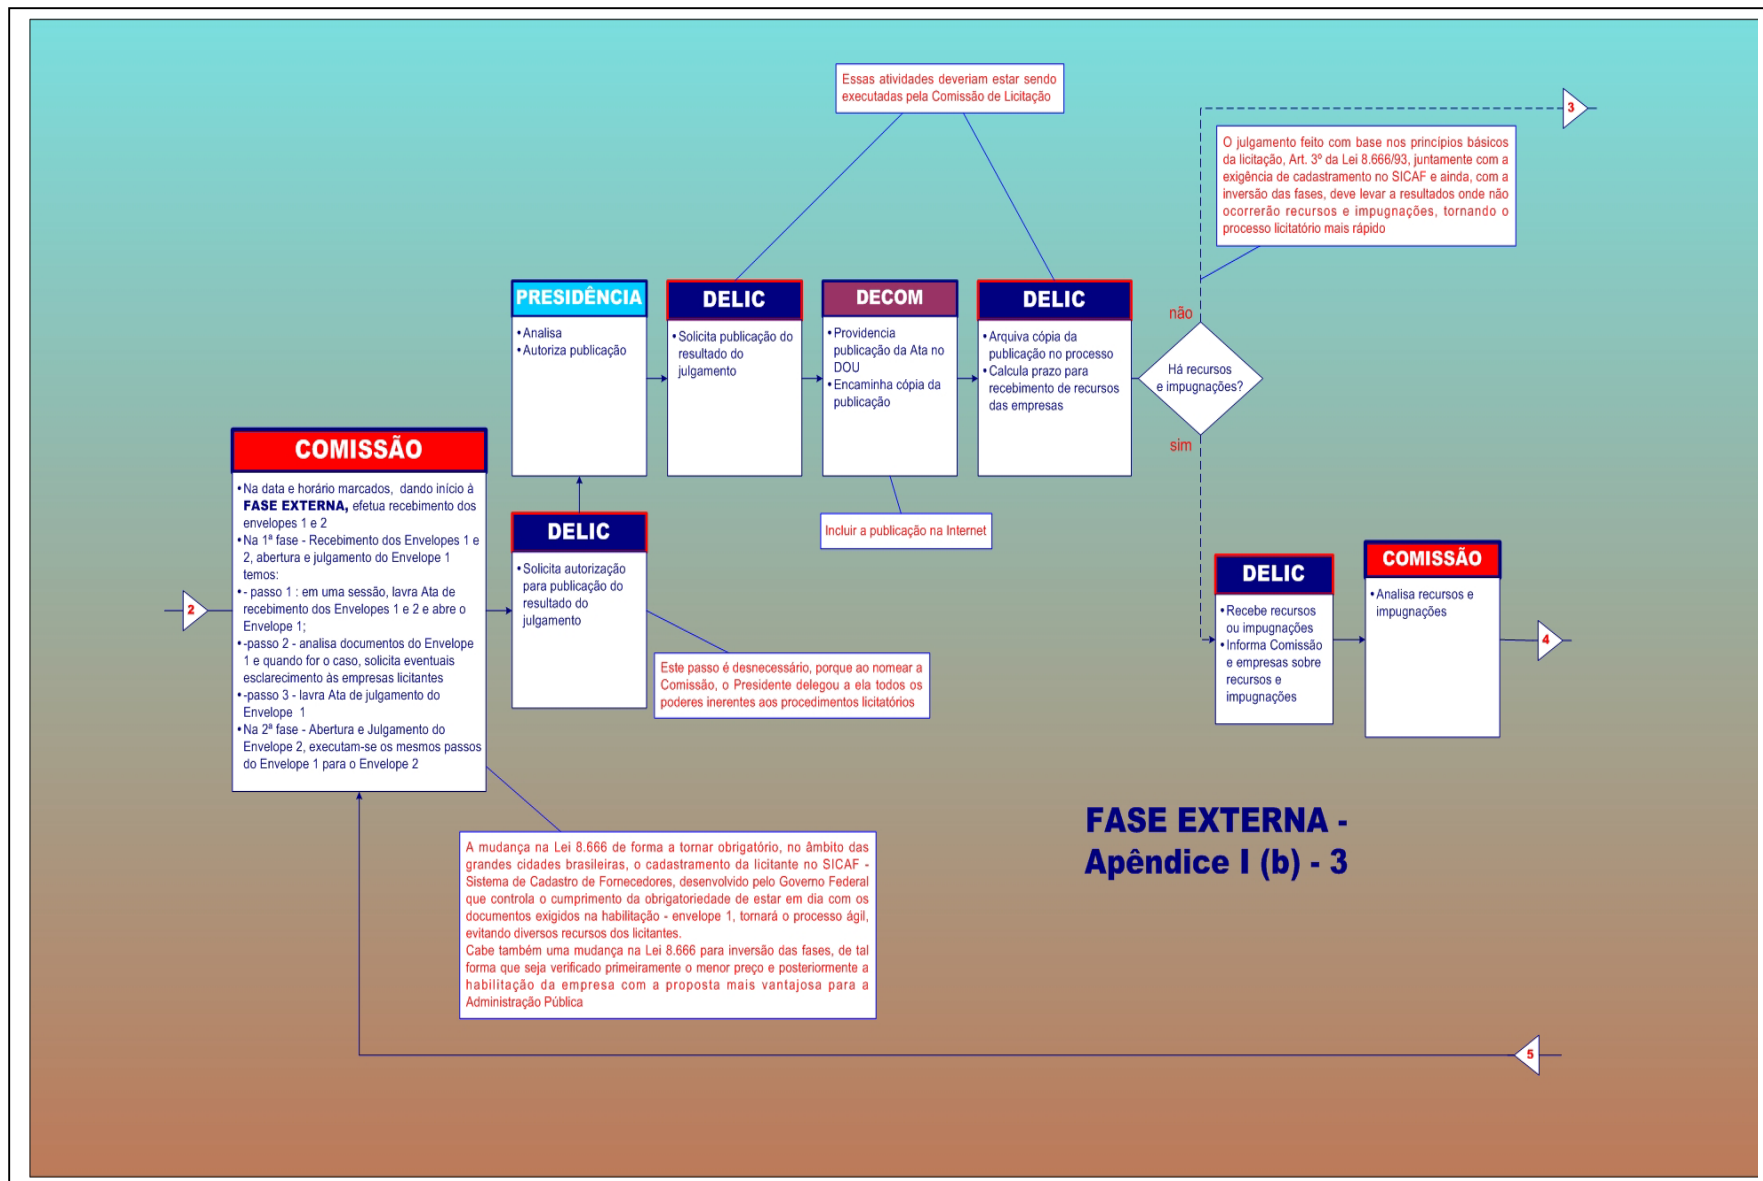 Essas atividades deveriam estar sendo
executadas pela Comissão de Licitação
3
O julgamento feito com base nos princípios básicos
da licitação, Art. 3º da Lei 8.666/93, juntamente com a
exigência de cadastramento no SICAF e ainda, com a
inversão das fases, deve levar a resultados onde não
ocorrerão recursos e impugnações, tornando o
processo licitatório mais rápido
PRESIDÊNCIA
• Analisa
• Autoriza publicação
DELIC
• Solicita publicação do
resultado do
julgamento
DECOM
• Providencia
publicação da Ata no
DOU
• Encaminha cópia da
publicação
DELIC
• Arquiva cópia da
publicação no processo
• Calcula prazo para
recebimento de recursos
das empresas
não
Há recursos
e impugnações?
sim
COMISSÃO
• Na data e horário marcados, dando início à
FASE EXTERNA, efetua recebimento dos
envelopes 1 e 2
• Na 1ª fase - Recebimento dos Envelopes 1 e
2, abertura e julgamento do Envelope 1
temos:
• - passo 1 : em uma sessão, lavra Ata de
recebimento dos Envelopes 1 e 2 e abre o
Envelope 1;
• -passo 2 - analisa documentos do Envelope
1 e quando for o caso, solicita eventuais
esclarecimento às empresas licitantes
• -passo 3 - lavra Ata de julgamento do
Envelope 1
• Na 2ª fase - Abertura e Julgamento do
Envelope 2, executam-se os mesmos passos
do Envelope 1 para o Envelope 2
2
DELIC
• Solicita autorização
para publicação do
resultado do
julgamento
Incluir a publicação na Internet
Este passo é desnecessário, porque ao nomear a
Comissão, o Presidente delegou a ela todos os
poderes inerentes aos procedimentos licitatórios
DELIC
• Recebe recursos
ou impugnações
• Informa Comissão
e empresas sobre
recursos e
impugnações
COMISSÃO
• Analisa recursos e
impugnações
4
FASE EXTERNA -
Apêndice I (b) - 3
A mudança na Lei 8.666 de forma a tornar obrigatório, no âmbito das
grandes cidades brasileiras, o cadastramento da licitante no SICAF -
Sistema de Cadastro de Fornecedores, desenvolvido pelo Governo Federal
que controla o cumprimento da obrigatoriedade de estar em dia com os
documentos exigidos na habilitação - envelope 1, tornará o processo ágil,
evitando diversos recursos dos licitantes.
Cabe também uma mudança na Lei 8.666 para inversão das fases, de tal
forma que seja verificado primeiramente o menor preço e posteriormente a
habilitação da empresa com a proposta mais vantajosa para a
Administração Pública
5